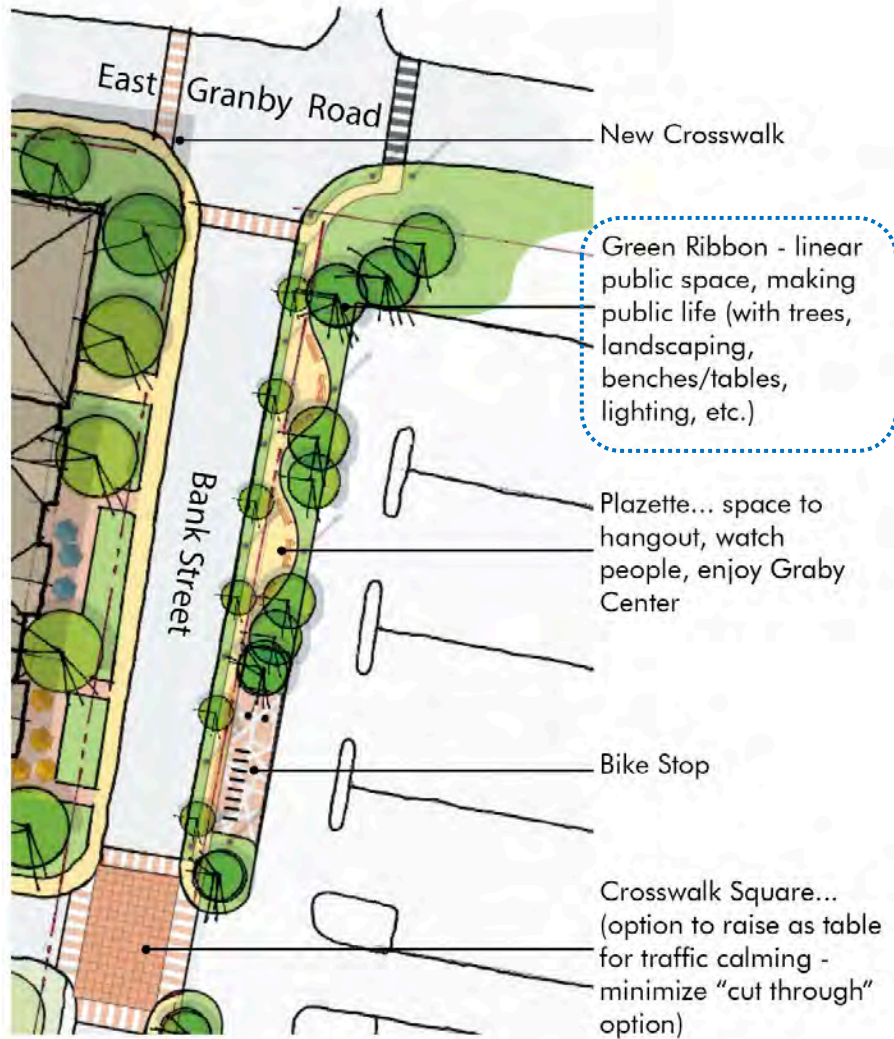 East Granby Road
New Crosswalk
Green Ribbon - linear
public space, making
public life (with trees,
landscaping,
benches/tables,
lighting, etc.)
Bank Street
Plazette... space to
hangout, watch
people, enjoy Graby
Center
Bike Stop
Crosswalk Square...
(option to raise as table
for traffic calming -
minimize “cut through”
option)